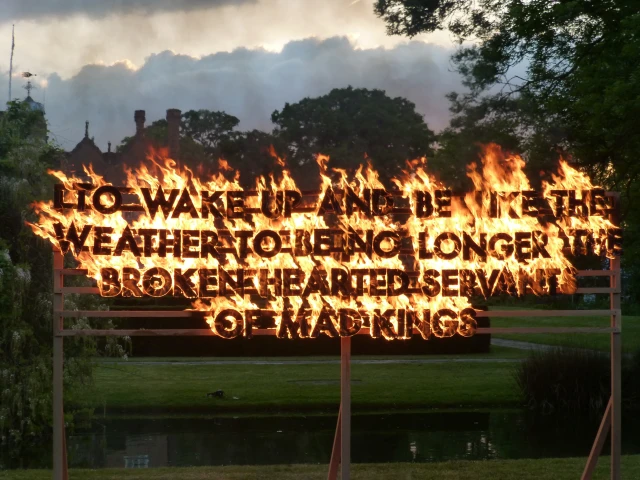 TO WAKE UP AND BE LIKE THE
WEATHER TO BE NO LONGER THE
BROKEN HEARTED SERVANT
OF MAD KINGS